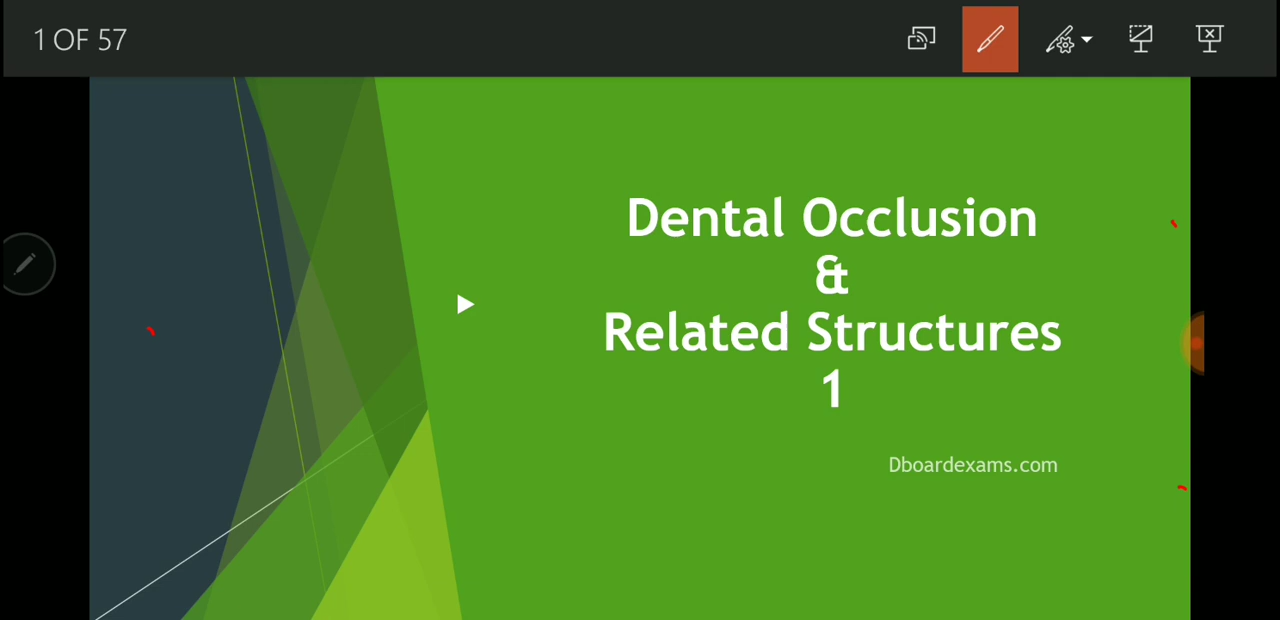 1 OF 57
Dental Occlusion
&
Related Structures
1
Dboardexams.com